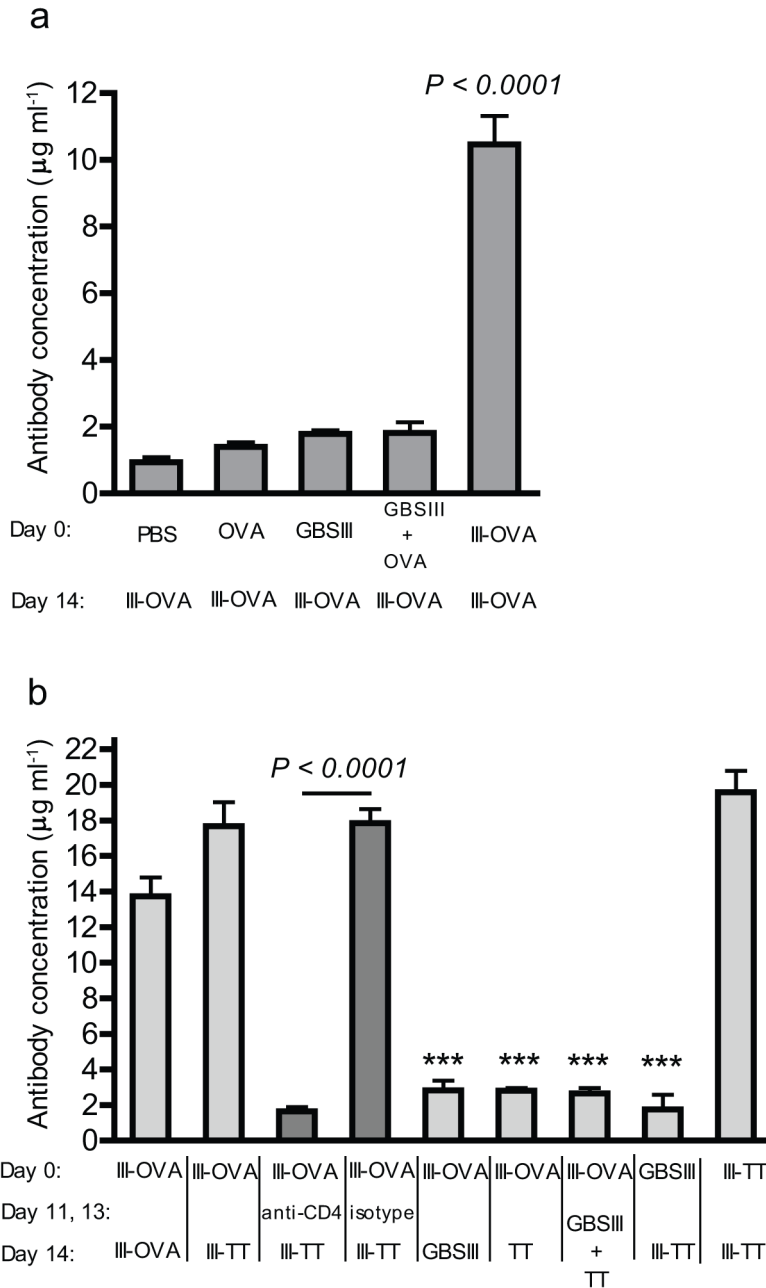 a
P < 0.0001
Antibody concentration (µg ml-1)
12
10
8
6
4
2
0
Day 0: PBS OVA GBSIII GBSIII + OVA III-OVA
Day 14: III-OVA III-OVA III-OVA III-OVA III-OVA
b
P < 0.0001
Antibody concentration (µg ml-1)
22
20
18
16
14
12
10
8
6
4
2
0
*** *** *** ***
Day 0: III-OVA III-OVA III-OVA III-OVA III-OVA III-OVA III-OVA GBSIII III-TT
Day 11, 13: anti-CD4 isotype
Day 14: III-OVA III-TT III-TT III-TT GBSIII TT GBSIII + TT III-TT III-TT